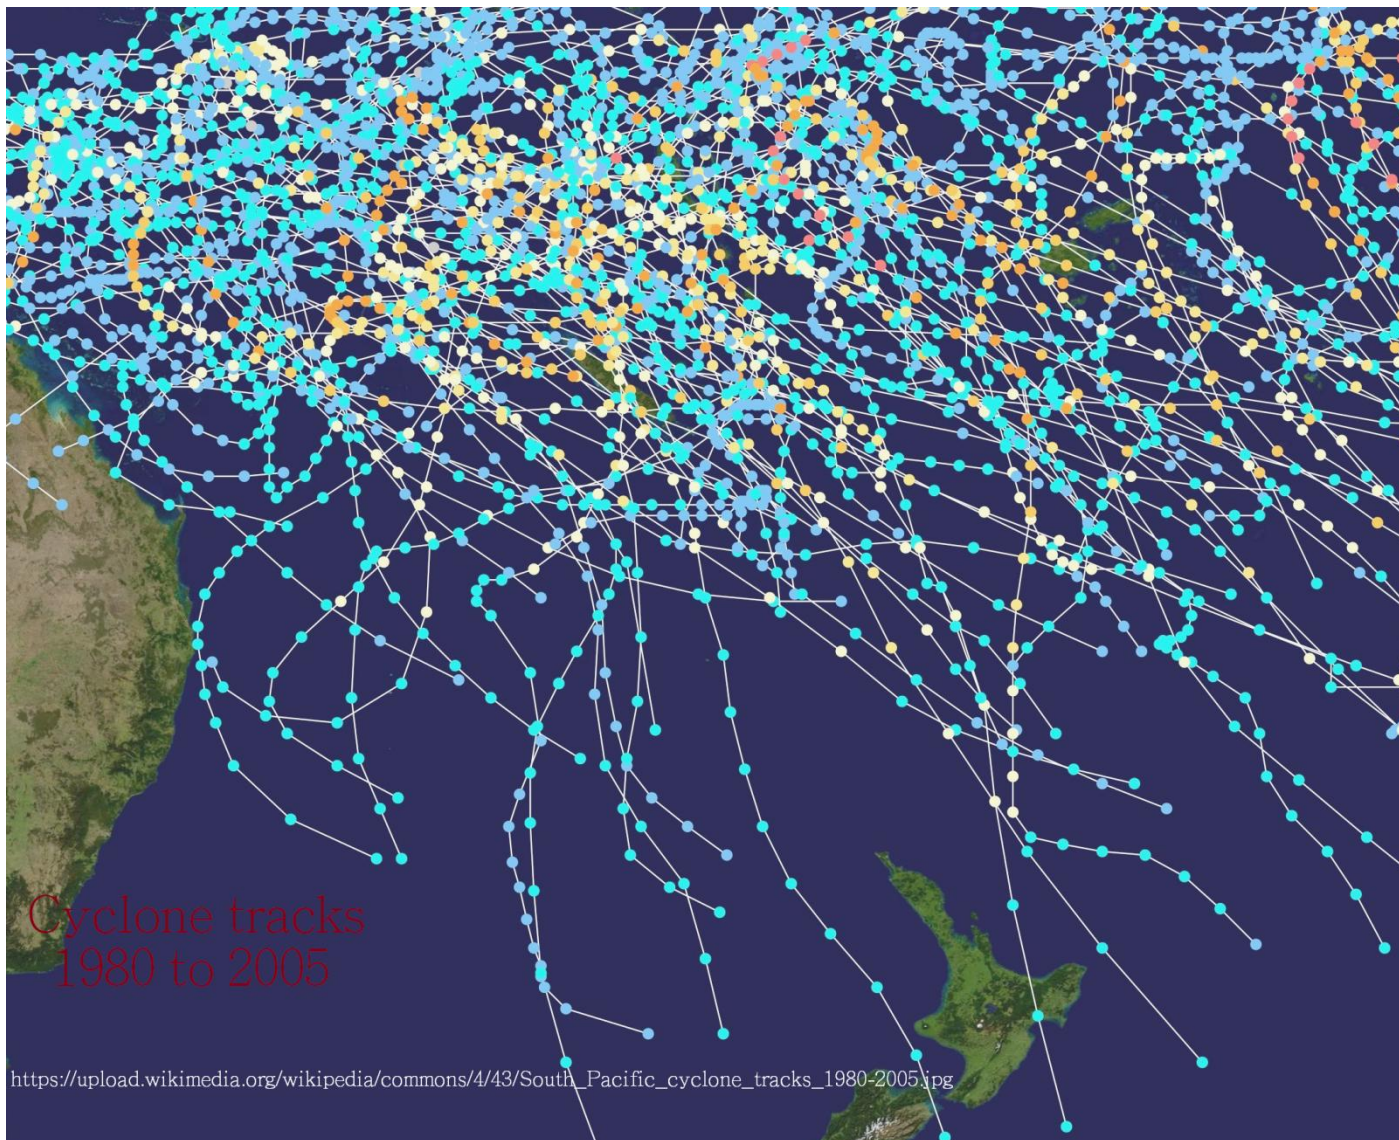 Cyclone tracks
1980 to 2005
https://upload.wikimedia.org/wikipedia/commons/4/43/South_Pacific_cyclone_tracks_1980-2005.jpg